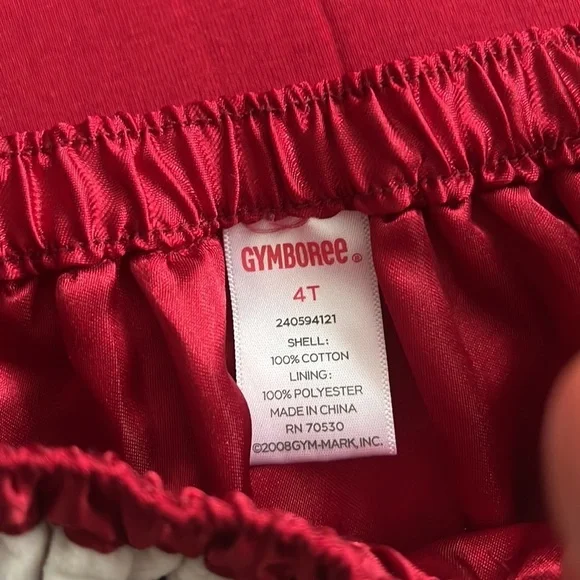 GYMBOREE®
4T
240594121
SHELL:
100% COTTON
LINING:
100% POLYESTER
MADE IN CHINA
RN 70530
©2008GYM-MARK, INC.